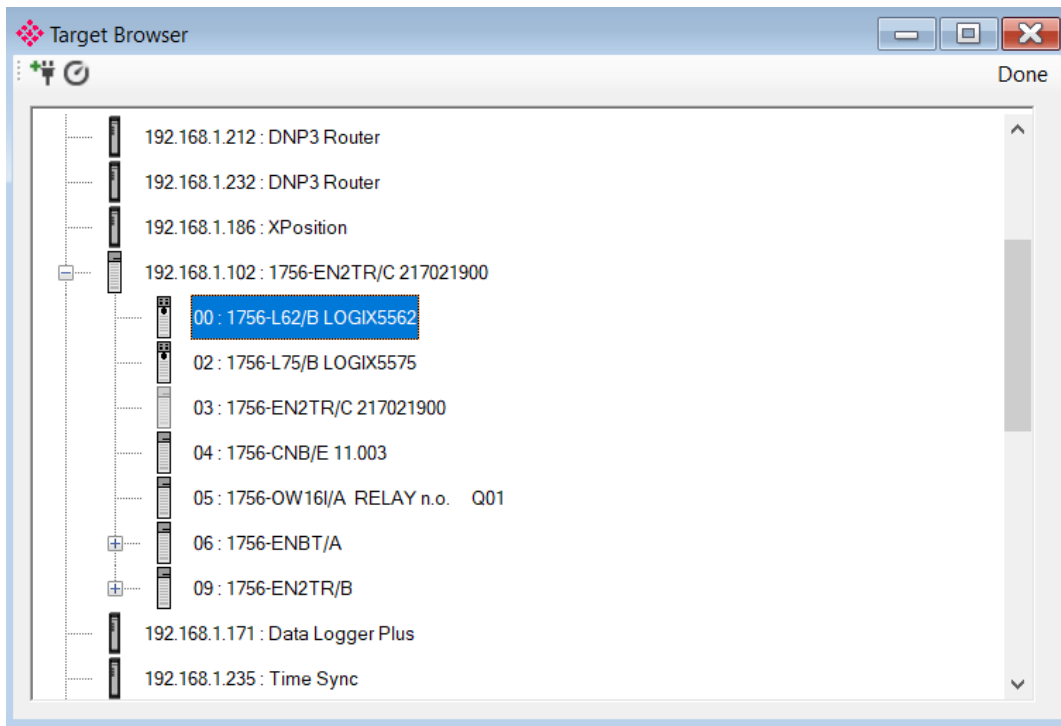 Target Browser
Done
192.168.1.212 : DNP3 Router
192.168.1.232 : DNP3 Router
192.168.1.186 : XPosition
192.168.1.102 : 1756-EN2TR/C 217021900
00 : 1756-L62/B LOGIX5562
02 : 1756-L75/B LOGIX5575
03 : 1756-EN2TR/C 217021900
04 : 1756-CNB/E 11.003
05 : 1756-OW16I/A  RELAY n.o.    Q01
06 : 1756-ENBT/A
09 : 1756-EN2TR/B
192.168.1.171 : Data Logger Plus
192.168.1.235 : Time Sync